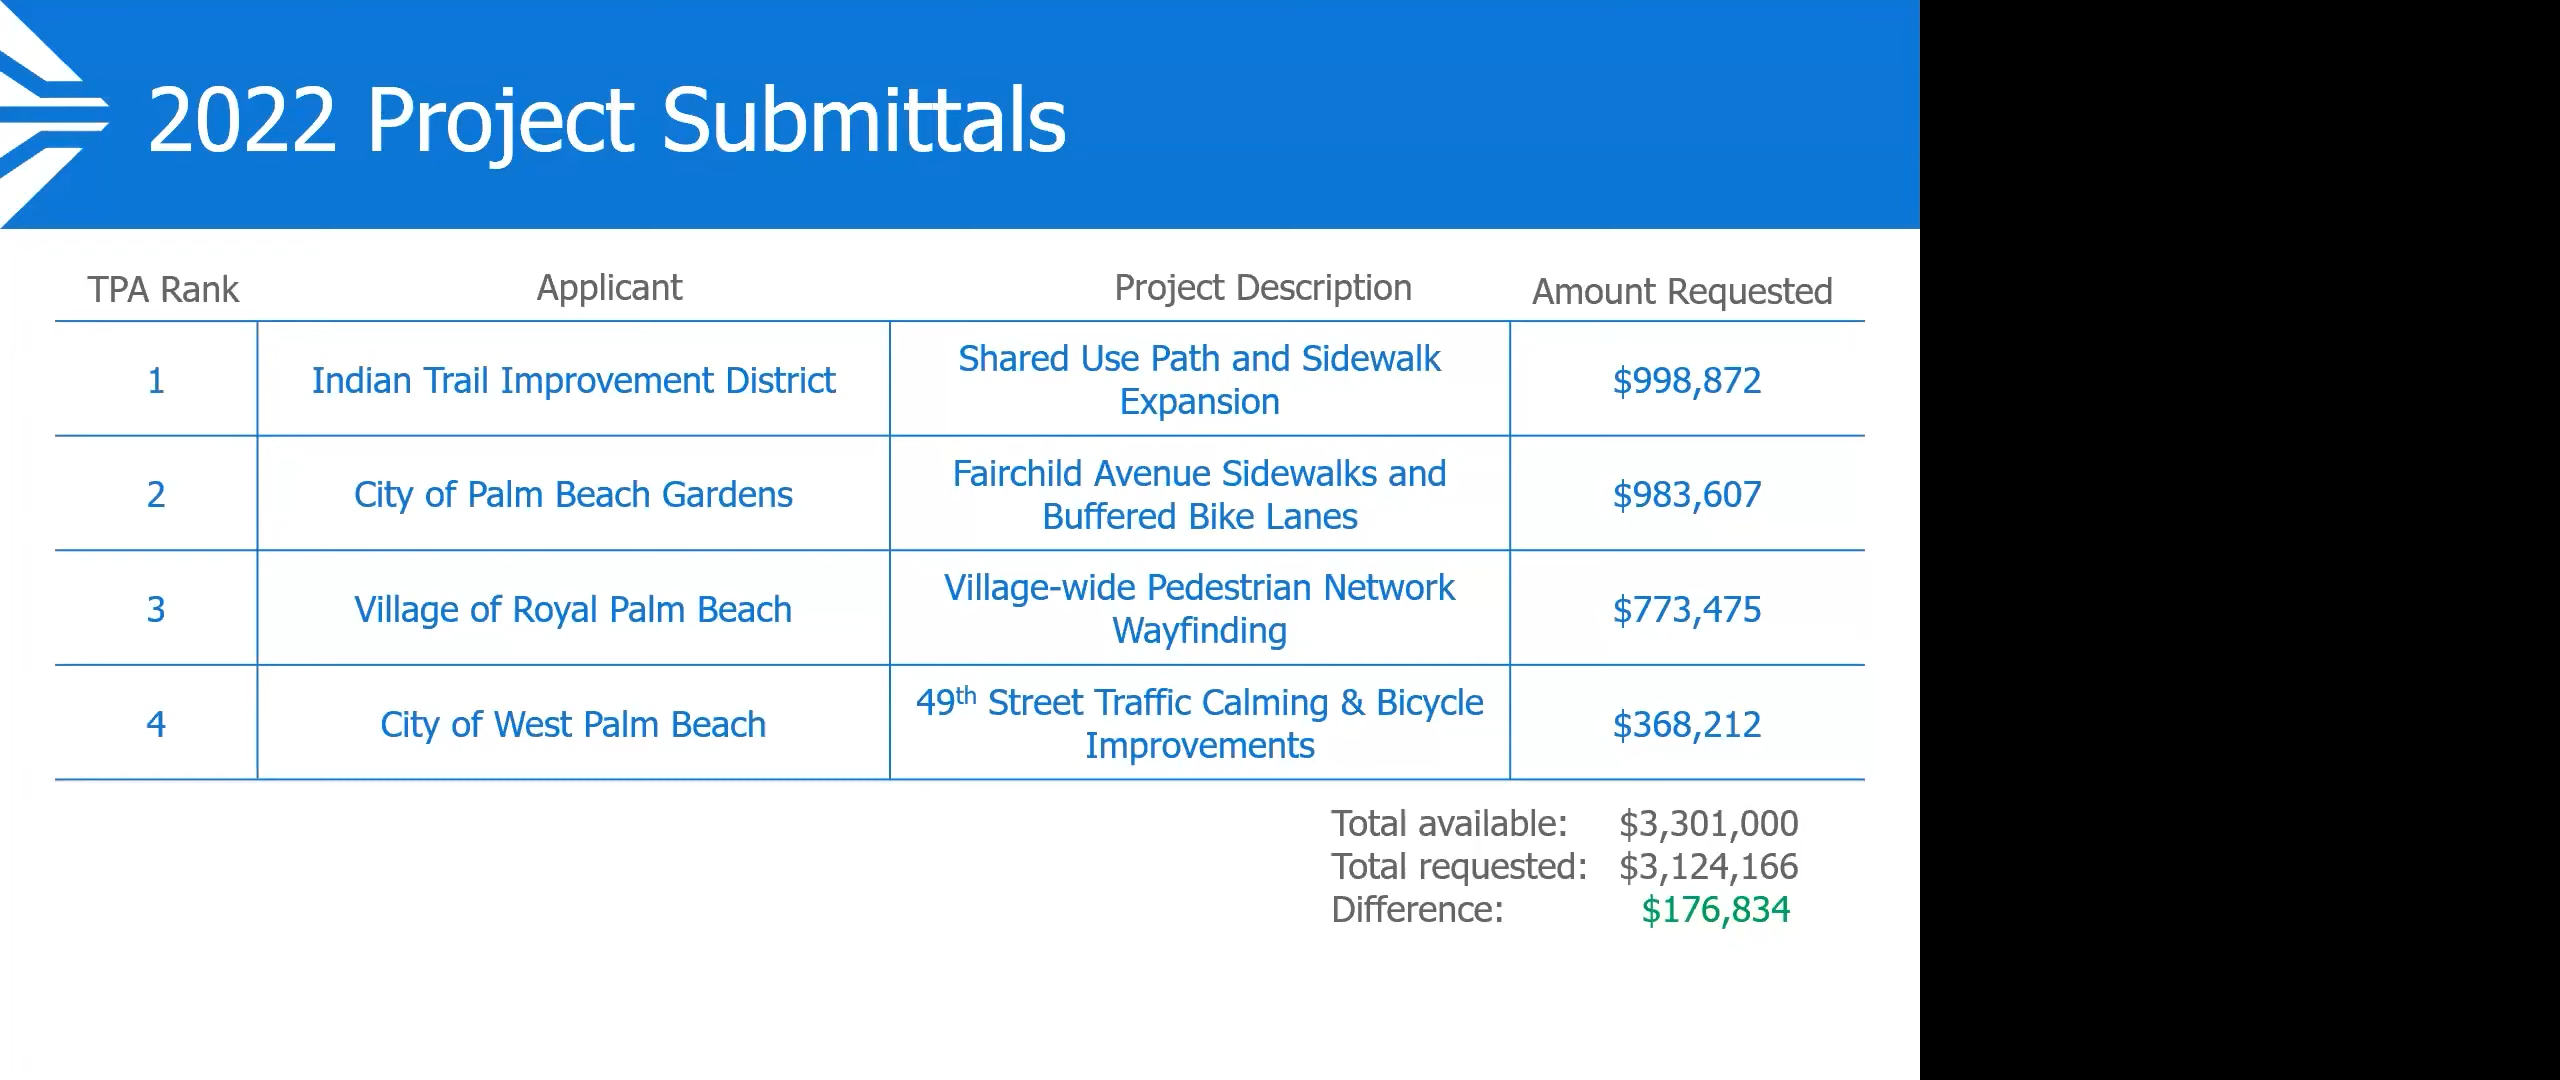 2022 Project Submittals
TPA Rank Applicant Project Description Amount Requested
1 Indian Trail Improvement District Shared Use Path and Sidewalk
Expansion $998,872
2 City of Palm Beach Gardens Fairchild Avenue Sidewalks and
Buffered Bike Lanes $983,607
3 Village of Royal Palm Beach Village-wide Pedestrian Network
Wayfinding $773,475
4 City of West Palm Beach 49th Street Traffic Calming & Bicycle
Improvements $368,212
Total available: $3,301,000
Total requested: $3,124,166
Difference: $176,834